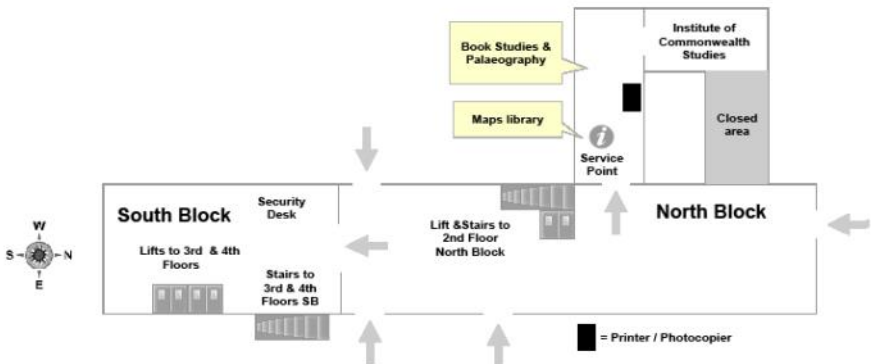 Book Studies &
Palaeography
Institute of
Commonwealth
Studies
Maps library
Closed
area
i
Service
Point
South Block
Security
Desk
Lift &Stairs to
2nd Floor
North Block
North Block
W
S
N
E
Lifts to 3rd & 4th
Floors
Stairs to
3rd & 4th
Floors SB
= Printer / Photocopier